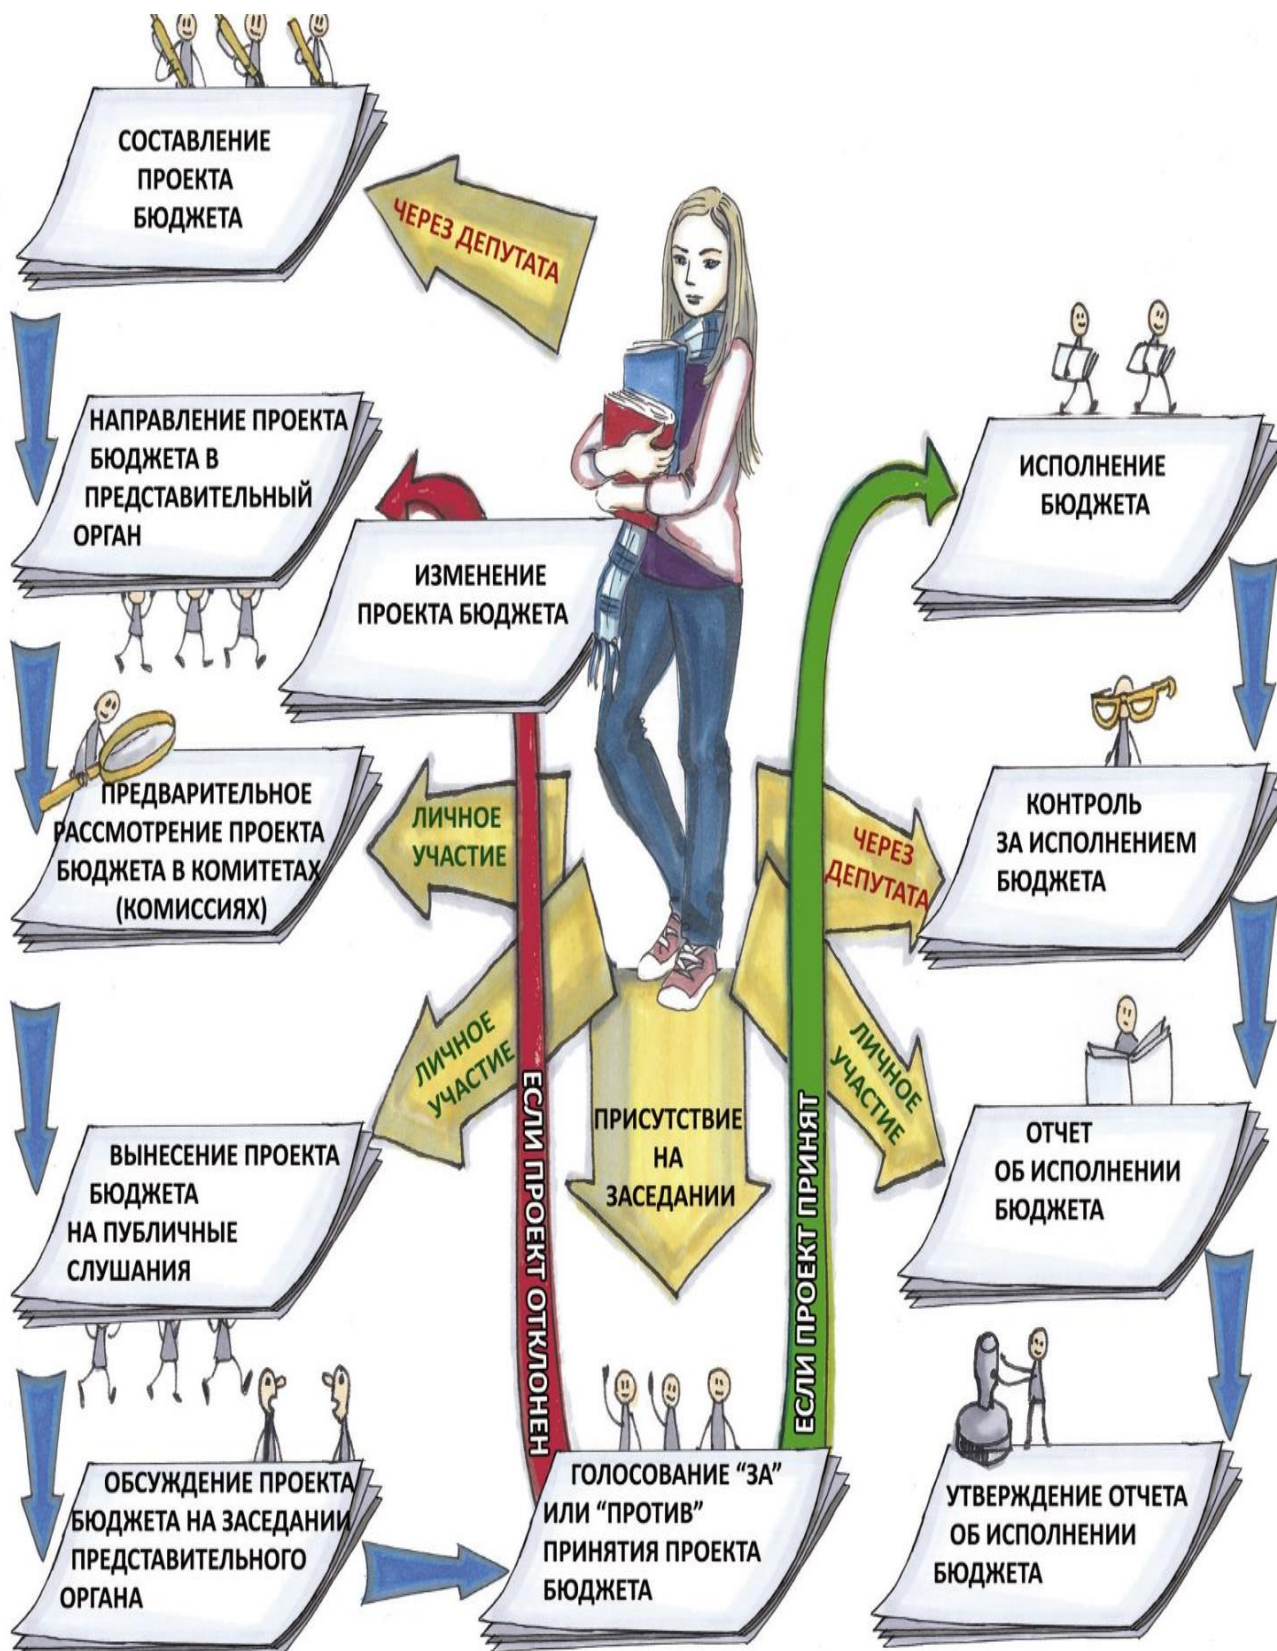 СОСТАВЛЕНИЕ
ПРОЕКТА
БЮДЖЕТА
ЧЕРЕЗ ДЕПУТАТА
НАПРАВЛЕНИЕ ПРОЕКТА
БЮДЖЕТА В
ПРЕДСТАВИТЕЛЬНЫЙ
ОРГАН
ИЗМЕНЕНИЕ
ПРОЕКТА БЮДЖЕТА
ПРЕДВАРИТЕЛЬНОЕ
РАССМОТРЕНИЕ ПРОЕКТА
БЮДЖЕТА В КОМИТЕТАХ
(КОМИССИЯХ)
ЛИЧНОЕ
УЧАСТИЕ
ВЫНЕСЕНИЕ ПРОЕКТА
БЮДЖЕТА
НА ПУБЛИЧНЫЕ
СЛУШАНИЯ
ЛИЧНОЕ
УЧАСТИЕ
ОБСУЖДЕНИЕ ПРОЕКТА
БЮДЖЕТА НА ЗАСЕДАНИИ
ПРЕДСТАВИТЕЛЬНОГО
ОРГАНА
ПРИСУТСТВИЕ
НА
ЗАСЕДАНИИ
ГОЛОСОВАНИЕ “ЗА”
ИЛИ “ПРОТИВ”
ПРИНЯТИЯ ПРОЕКТА
БЮДЖЕТА
ЕСЛИ ПРОЕКТ ОТКЛОНЕН
ЕСЛИ ПРОЕКТ ПРИНЯТ
ИСПОЛНЕНИЕ
БЮДЖЕТА
ЧЕРЕЗ
ДЕПУТАТА
КОНТРОЛЬ
ЗА ИСПОЛНЕНИЕМ
БЮДЖЕТА
ЛИЧНОЕ
УЧАСТИЕ
ОТЧЕТ
ОБ ИСПОЛНЕНИИ
БЮДЖЕТА
УТВЕРЖДЕНИЕ ОТЧЕТА
ОБ ИСПОЛНЕНИИ
БЮДЖЕТА